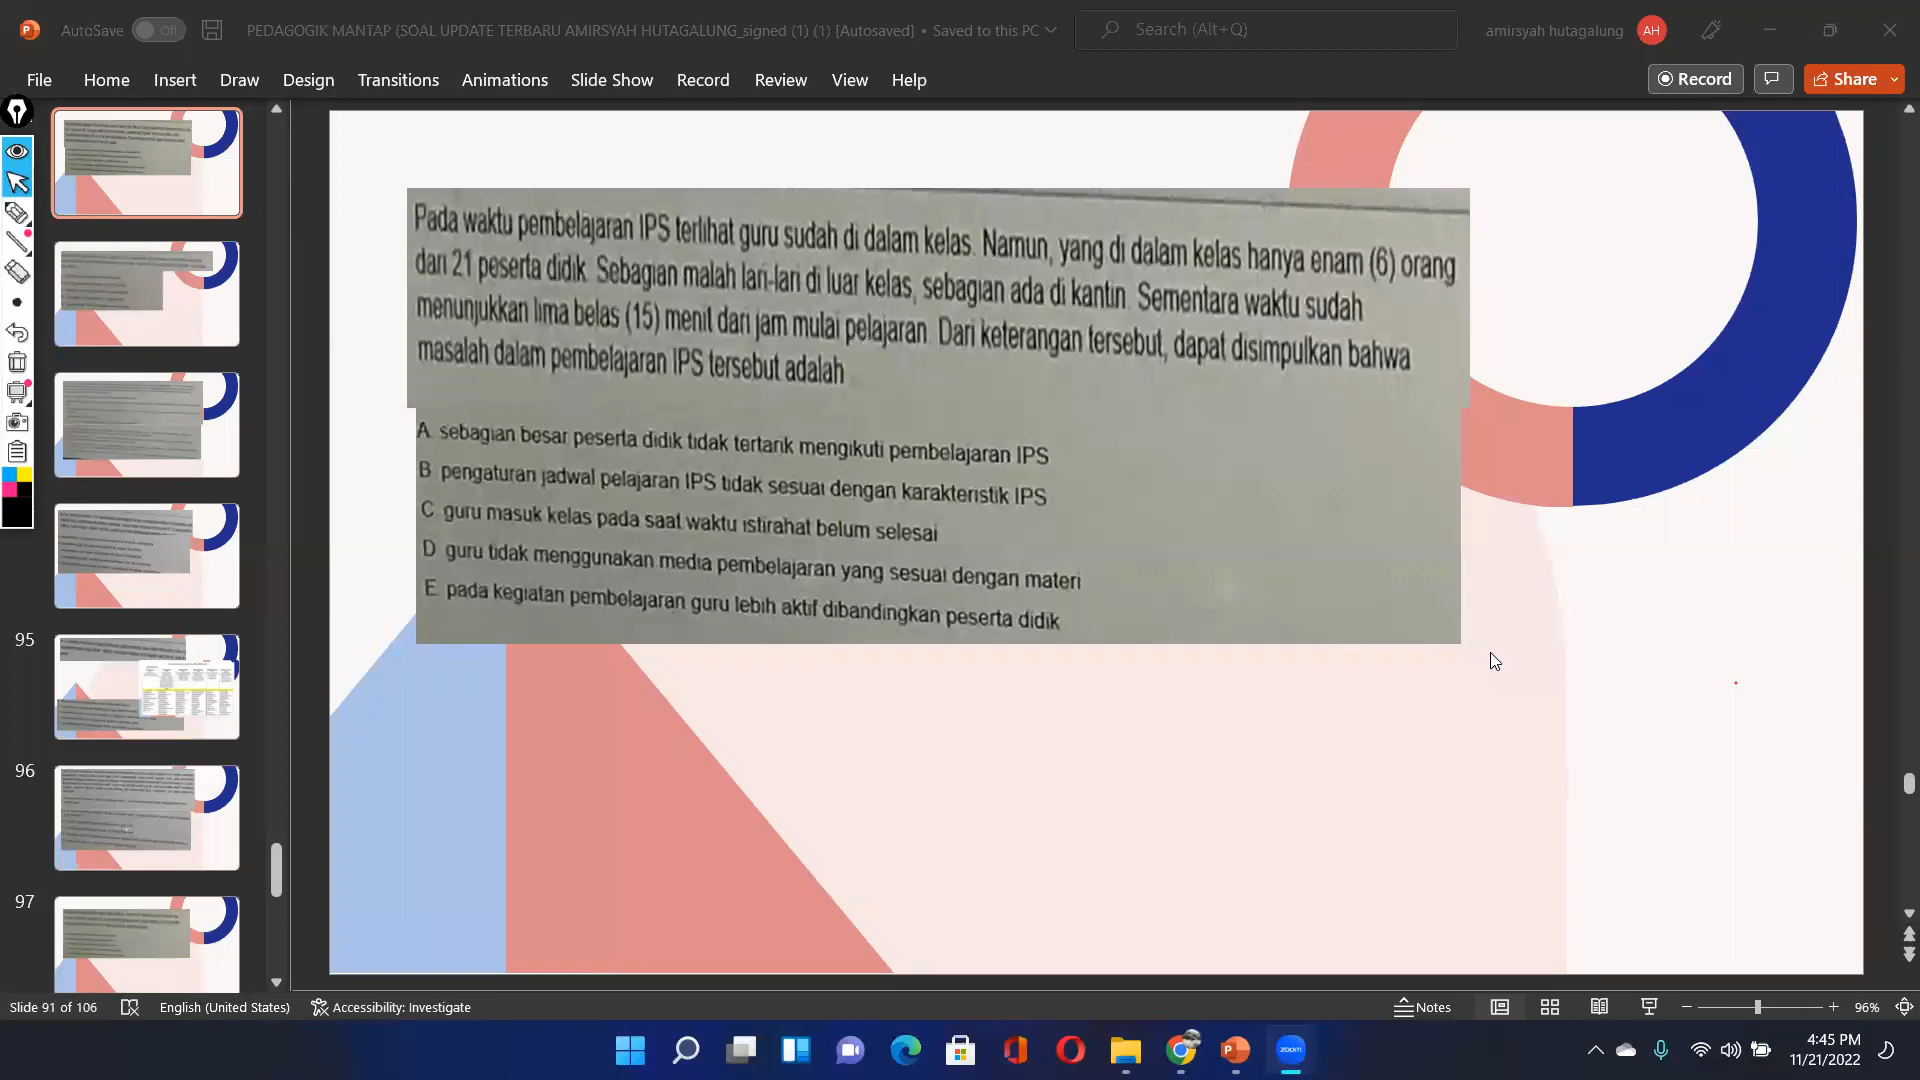 AutoSave Off PEDAGOGIK MANTAP (SOAL UPDATE TERBARU AMIRSYAH HUTAGALUNG_signed (1) (1) [Autosaved] • Saved to this PC Search (Alt+Q) amirsyah hutagalung AH
File Home Insert Draw Design Transitions Animations Slide Show Record Review View Help Record Share
Pada waktu pembelajaran IPS terlihat guru sudah di dalam kelas. Namun, yang di dalam kelas hanya enam (6) orang
dari 21 peserta didik. Sebagian malah lari-lari di luar kelas, sebagian ada di kantin. Sementara waktu sudah
menunjukkan lima belas (15) menit dari jam mulai pelajaran. Dari keterangan tersebut, dapat disimpulkan bahwa
masalah dalam pembelajaran IPS tersebut adalah
A. sebagian besar peserta didik tidak tertarik mengikuti pembelajaran IPS
B. pengaturan jadwal pelajaran IPS tidak sesuai dengan karakteristik IPS
C. guru masuk kelas pada saat waktu istirahat belum selesai
D. guru tidak menggunakan media pembelajaran yang sesuai dengan materi
E. pada kegiatan pembelajaran guru lebih aktif dibandingkan peserta didik
95
96
97
Slide 91 of 106 English (United States) Accessibility: Investigate Notes 96%
zoom
4:45 PM
11/21/2022